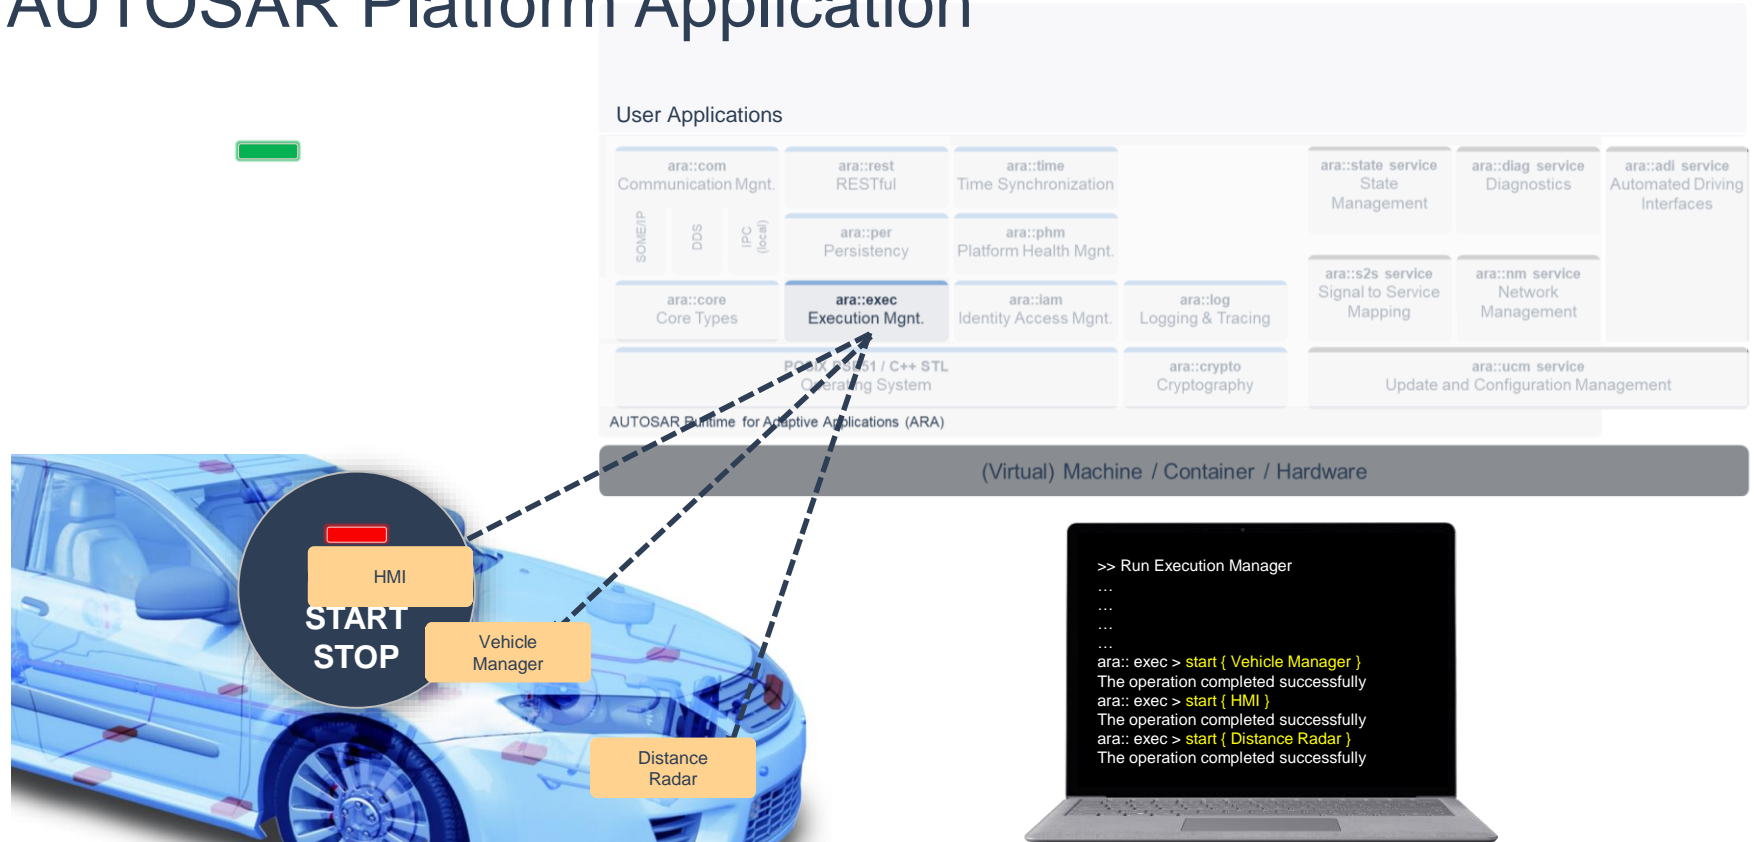 AUTOSAR Platform Application
User Applications
ara::com
Communication Mgnt.
SOME/IP
DDS
IPC
(local)
ara::rest
RESTful
ara::time
Time Synchronization
ara::per
Persistency
ara::phm
Platform Health Mgnt.
ara::core
Core Types
ara::exec
Execution Mgnt.
ara::iam
Identity Access Mgnt.
ara::log
Logging & Tracing
ara::state service
State
Management
ara::diag service
Diagnostics
ara::adi service
Automated Driving
Interfaces
ara::s2s service
Signal to Service
Mapping
ara::nm service
Network
Management
POSIX PSE51 / C++ STL
Operating System
ara::crypto
Cryptography
ara::ucm service
Update and Configuration Management
AUTOSAR Runtime for Adaptive Applications (ARA)
(Virtual) Machine / Container / Hardware
HMI
START
STOP
Vehicle
Manager
Distance
Radar
>> Run Execution Manager
…
…
…
…
ara:: exec > start { Vehicle Manager }
The operation completed successfully
ara:: exec > start { HMI }
The operation completed successfully
ara:: exec > start { Distance Radar }
The operation completed successfully